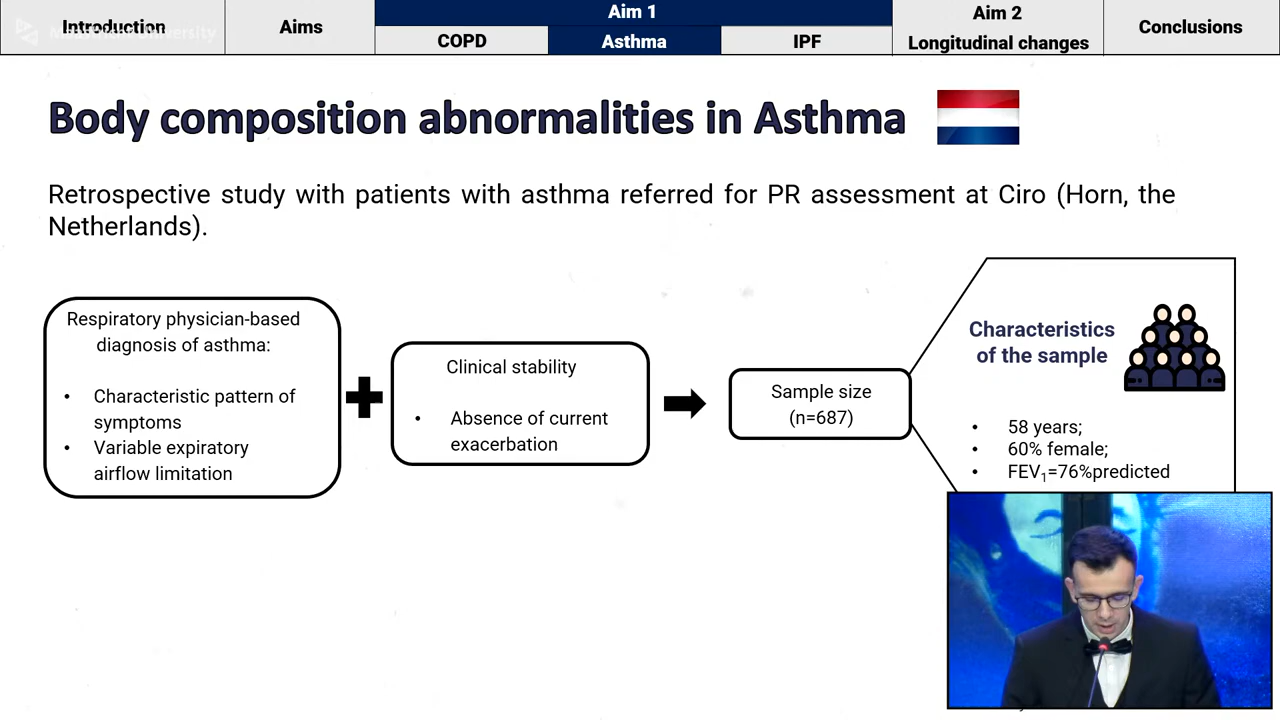 Introduction
Aims
Aim 1
COPD
Asthma
IPF
Aim 2
Longitudinal changes
Conclusions
Body composition abnormalities in Asthma
Retrospective study with patients with asthma referred for PR assessment at Ciro (Horn, the
Netherlands).
Respiratory physician-based
diagnosis of asthma:
• Characteristic pattern of
symptoms
• Variable expiratory
airflow limitation
Clinical stability
• Absence of current
exacerbation
Sample size
(n=687)
Characteristics
of the sample
• 58 years;
• 60% female;
• FEV₁=76%predicted